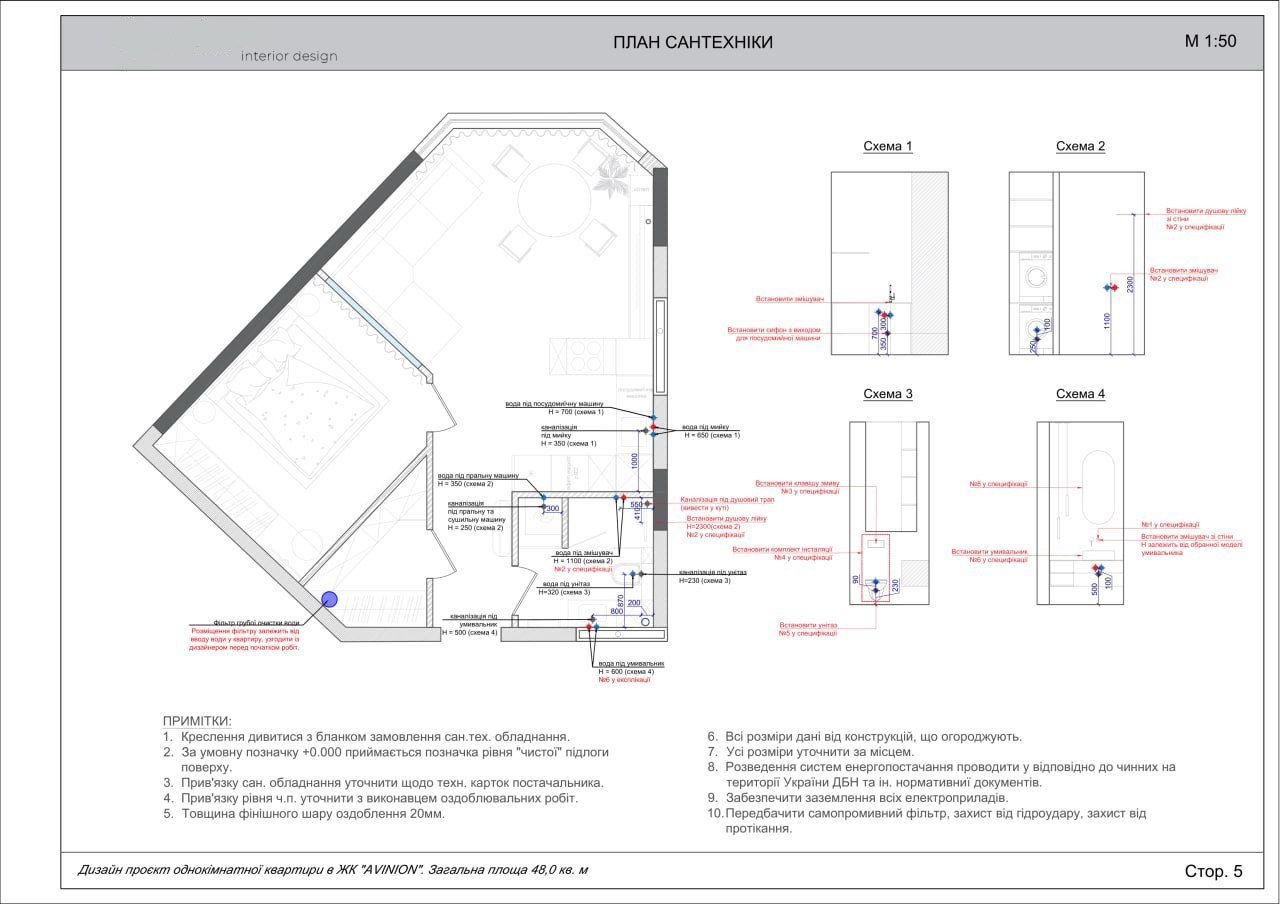 interior design
ПЛАН САНТЕХНІКИ
М 1:50
Схема 1
Схема 2
Встановити душову лійку
зі стіни
№2 у специфікації
Встановити змішувач
№2 у специфікації
2300
1100
100
250
Встановити змішувач
Встановити сифон з виходом
для посудомийної машини
700
300
350
Схема 3
Схема 4
Встановити клавішу змиву
№3 у специфікації
Встановити комплект інсталяції
№4 у специфікації
90
230
Встановити унітаз
№5 у специфікації
№8 у специфікації
№1 у специфікації
Встановити змішувач зі стіни
Н залежить від обранної моделі
умивальника
Встановити умивальник
№6 у специфікації
500
100
вода під посудомиїчну машину
Н = 700 (схема 1)
каналізація
під мийку
Н = 350 (схема 1)
вода під мийку
Н = 650 (схема 1)
1000
вода під пральну машину
Н = 350 (схема 2)
каналізація
під пральну та
сушильну машину
Н = 250 (схема 2)
300
550
410
Каналізація під душовий трап
(вивести у куті)
Встановіти душову лійку
Н=2300(схема 2)
№2 у специфікації
вода під змішувач
Н = 1100 (схема 2)
№2 у специфікації
вода під унітаз
Н=320 (схема 3)
каналізація під унітаз
Н=230 (схема 3)
870
200
800
каналізація під
умивальник
Н = 500 (схема 4)
вода під умивальник
Н = 600 (схема 4)
№6 у експлікації
Фільтр грубої очистки води
Розміщення фільтру залежить від
вводу води у квартиру, узгодити із
дизайнером перед початком робіт.
ПРИМІТКИ:
1. Креслення дивитися з бланком замовлення сан.тех. обладнання.
2. За умовну позначку +0.000 приймається позначка рівня "чистої" підлоги
поверху.
3. Прив'язку сан. обладнання уточнити щодо техн. карток постачальника.
4. Прив'язку рівня ч.п. уточнити з виконавцем оздоблювальних робіт.
5. Товщина фінішного шару оздоблення 20мм.
6. Всі розміри дані від конструкцій, що огороджують.
7. Усі розміри уточнити за місцем.
8. Розведення систем енергопостачання проводити у відповідно до чинних на
території України ДБН та ін. нормативної документів.
9. Забезпечити заземлення всіх електроприладів.
10. Передбачити самопромивний фільтр, захист від гідроудару, захист від
протікання.
Дизайн проєкт однокімнатної квартири в ЖК "AVINION". Загальна площа 48,0 кв. м
Стор. 5